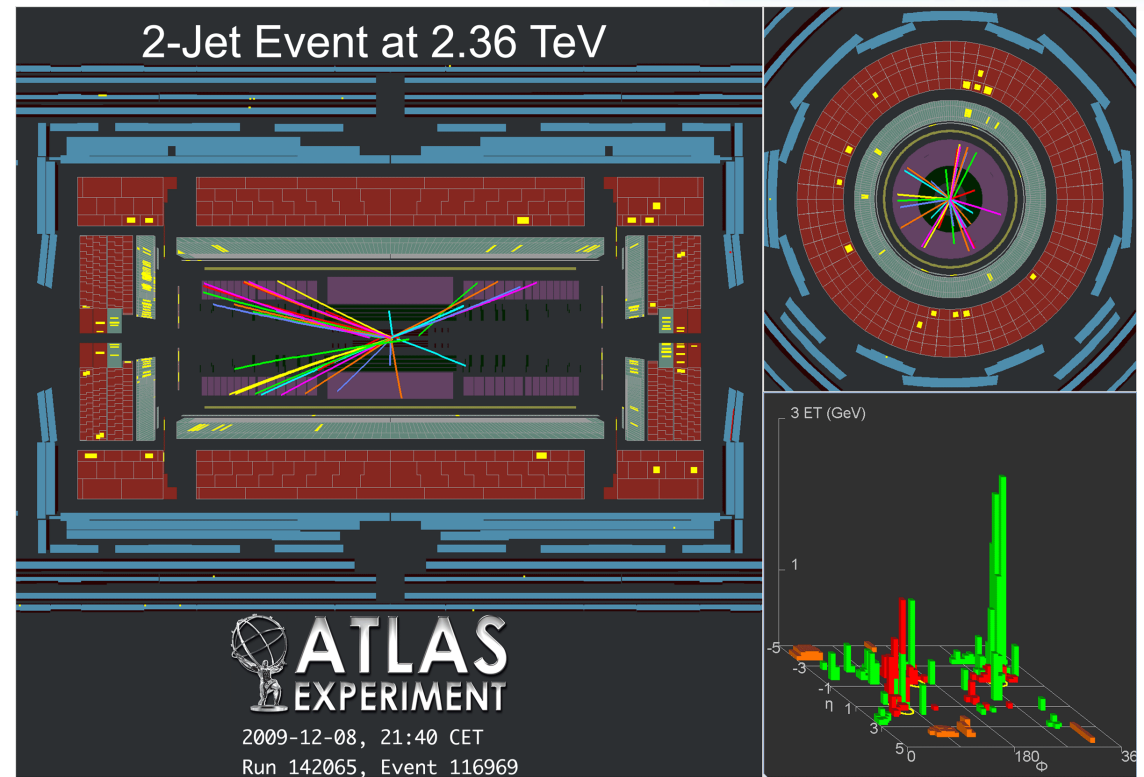 2-Jet Event at 2.36 TeV
ATLAS
EXPERIMENT
2009-12-08, 21:40 CET
Run 142065, Event 116969
3 ET (GeV)
1
-5
-3
-1
η
1
3
5
0
180
Φ
36